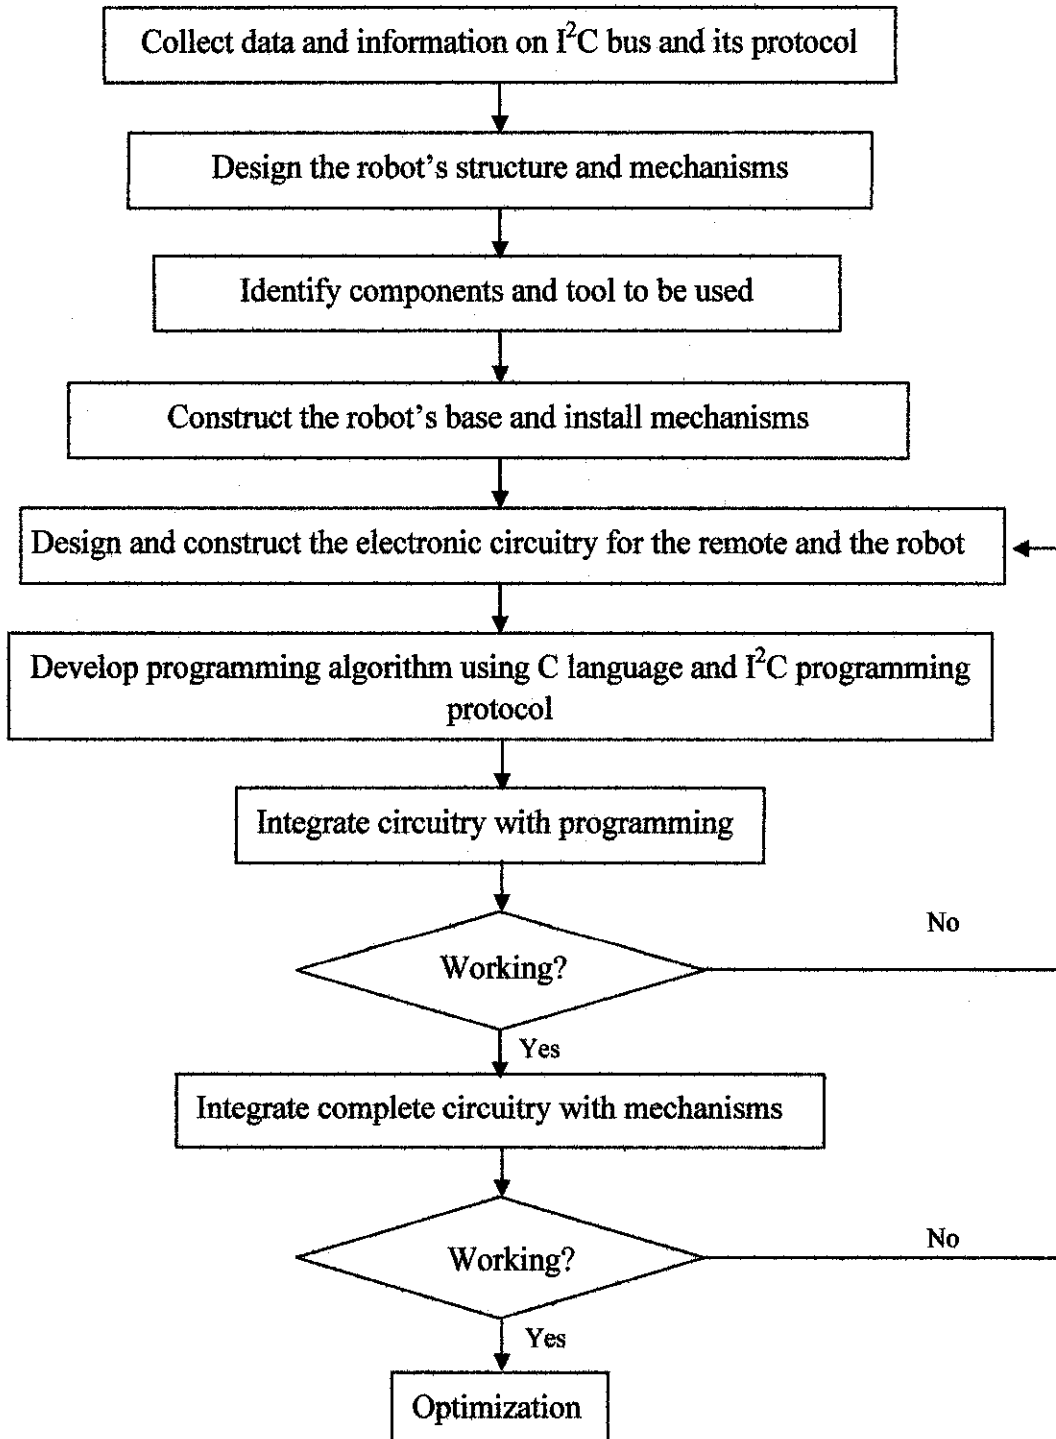 Collect data and information on I²C bus and its protocol
Design the robot's structure and mechanisms
Identify components and tool to be used
Construct the robot's base and install mechanisms
Design and construct the electronic circuitry for the remote and the robot
Develop programming algorithm using C language and I²C programming
protocol
Integrate circuitry with programming
No
Working?
Yes
Integrate complete circuitry with mechanisms
No
Working?
Yes
Optimization